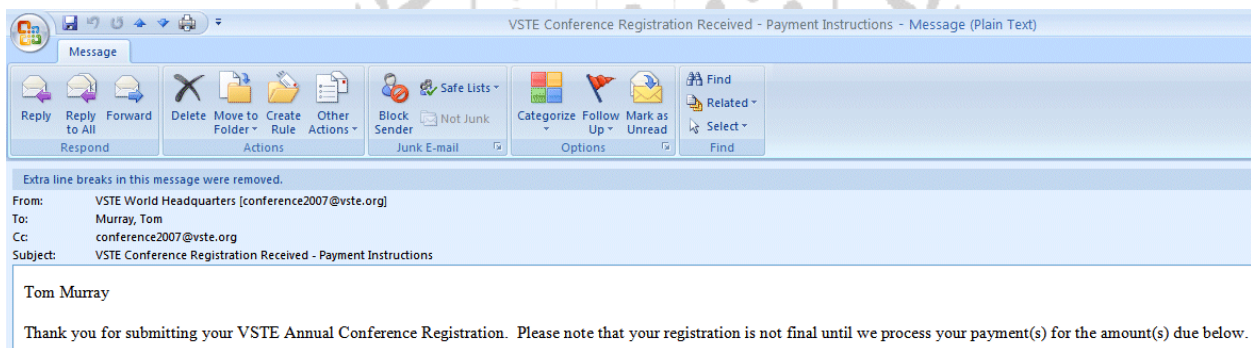 VSTE Conference Registration Received - Payment Instructions - Message (Plain Text)
Message
Reply Reply to All Forward Delete Move to Folder Create Rule Other Actions Block Sender Safe Lists Not Junk Categorize Follow Up Mark as Unread Find Related Select
Respond Actions Junk E-mail Options Find
Extra line breaks in this message were removed.
From: VSTE World Headquarters [conference2007@vste.org]
To: Murray, Tom
Cc: conference2007@vste.org
Subject: VSTE Conference Registration Received - Payment Instructions
Tom Murray
Thank you for submitting your VSTE Annual Conference Registration. Please note that your registration is not final until we process your payment(s) for the amount(s) due below.